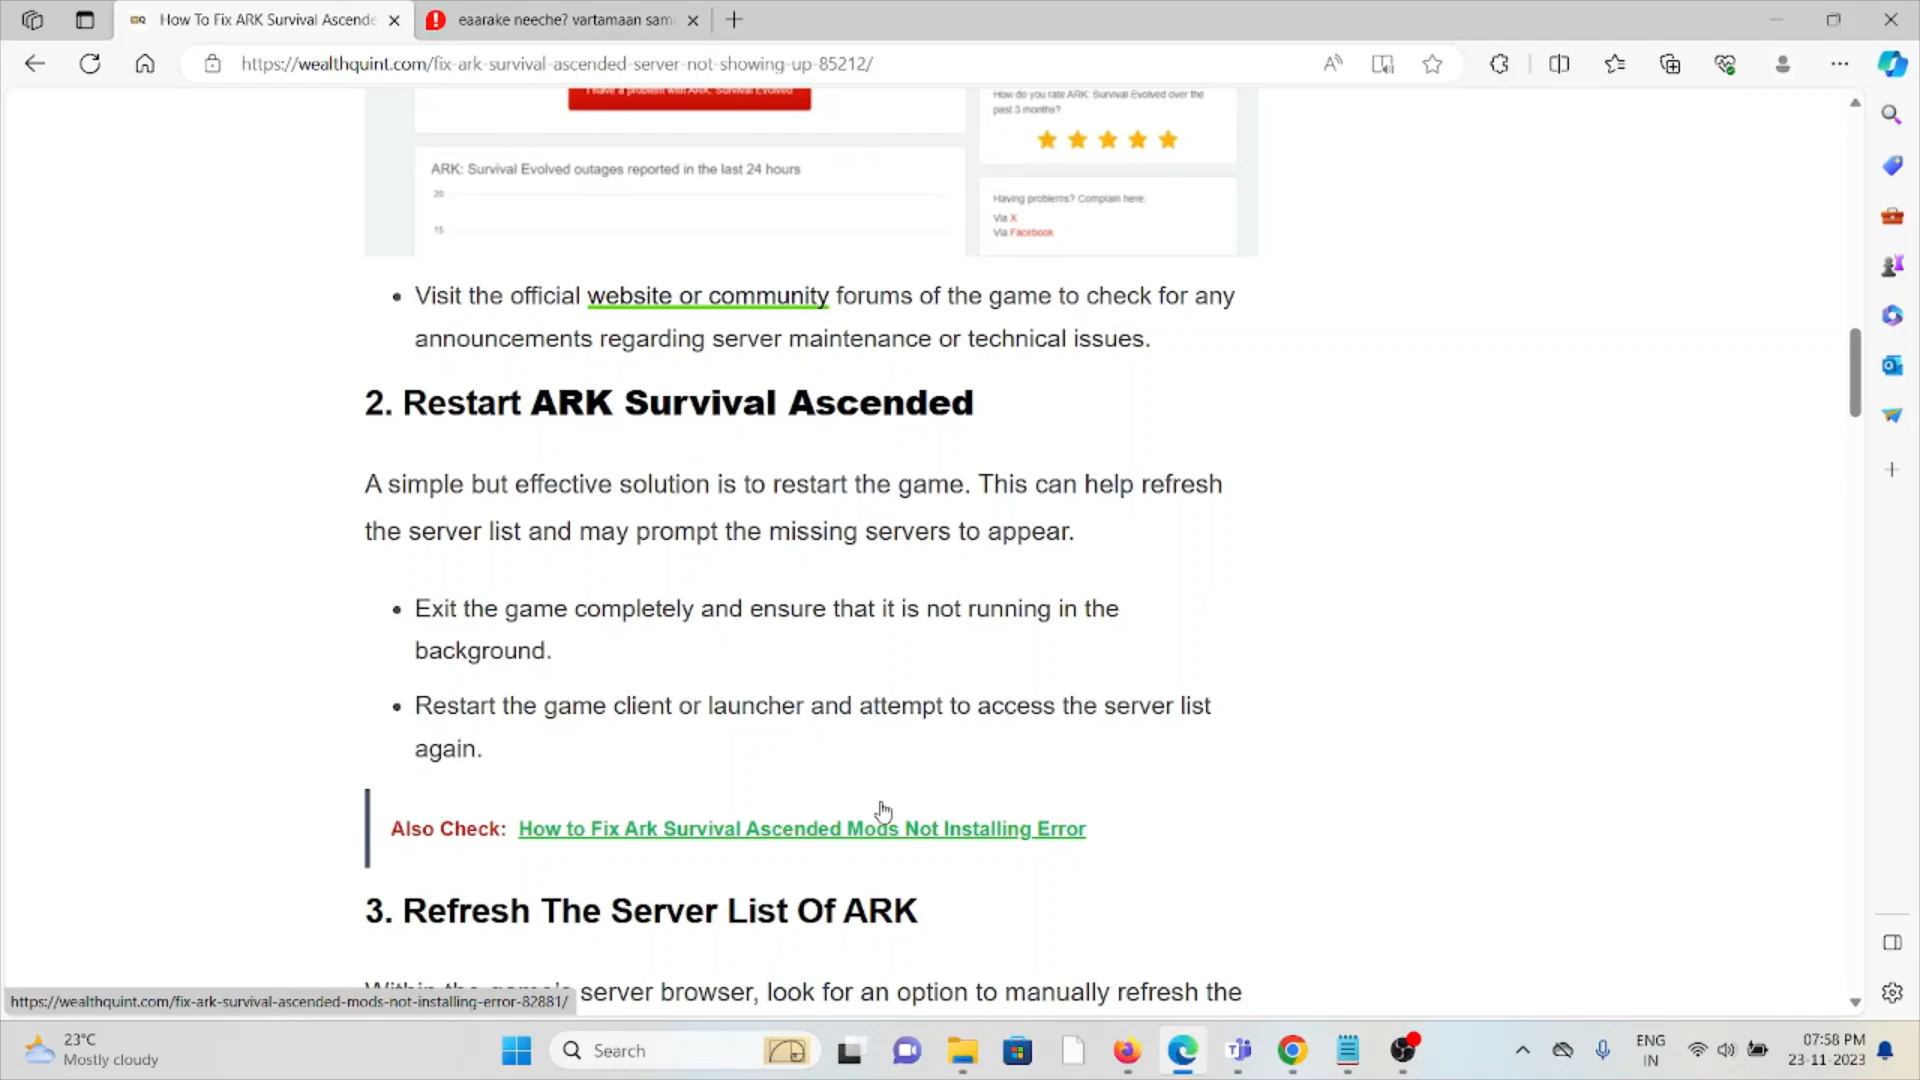 How To Fix ARK Survival Ascende
eaarake neeche? vartamaan sam
https://wealthquint.com/fix-ark-survival-ascended-server-not-showing-up-85212/
I have a problem with ARK: Survival Evolved
How do you rate ARK: Survival Evolved over the
past 3 months?
ARK: Survival Evolved outages reported in the last 24 hours
20
15
Having problems? Complain here:
Via X
Via Facebook
• Visit the official website or community forums of the game to check for any
announcements regarding server maintenance or technical issues.
2. Restart ARK Survival Ascended
A simple but effective solution is to restart the game. This can help refresh
the server list and may prompt the missing servers to appear.
• Exit the game completely and ensure that it is not running in the
background.
• Restart the game client or launcher and attempt to access the server list
again.
Also Check: How to Fix Ark Survival Ascended Mods Not Installing Error
3. Refresh The Server List Of ARK
Within the game's server browser, look for an option to manually refresh the
https://wealthquint.com/fix-ark-survival-ascended-mods-not-installing-error-82881/
23°C
Mostly cloudy
Search
ENG
IN
07:58 PM
23-11-2023